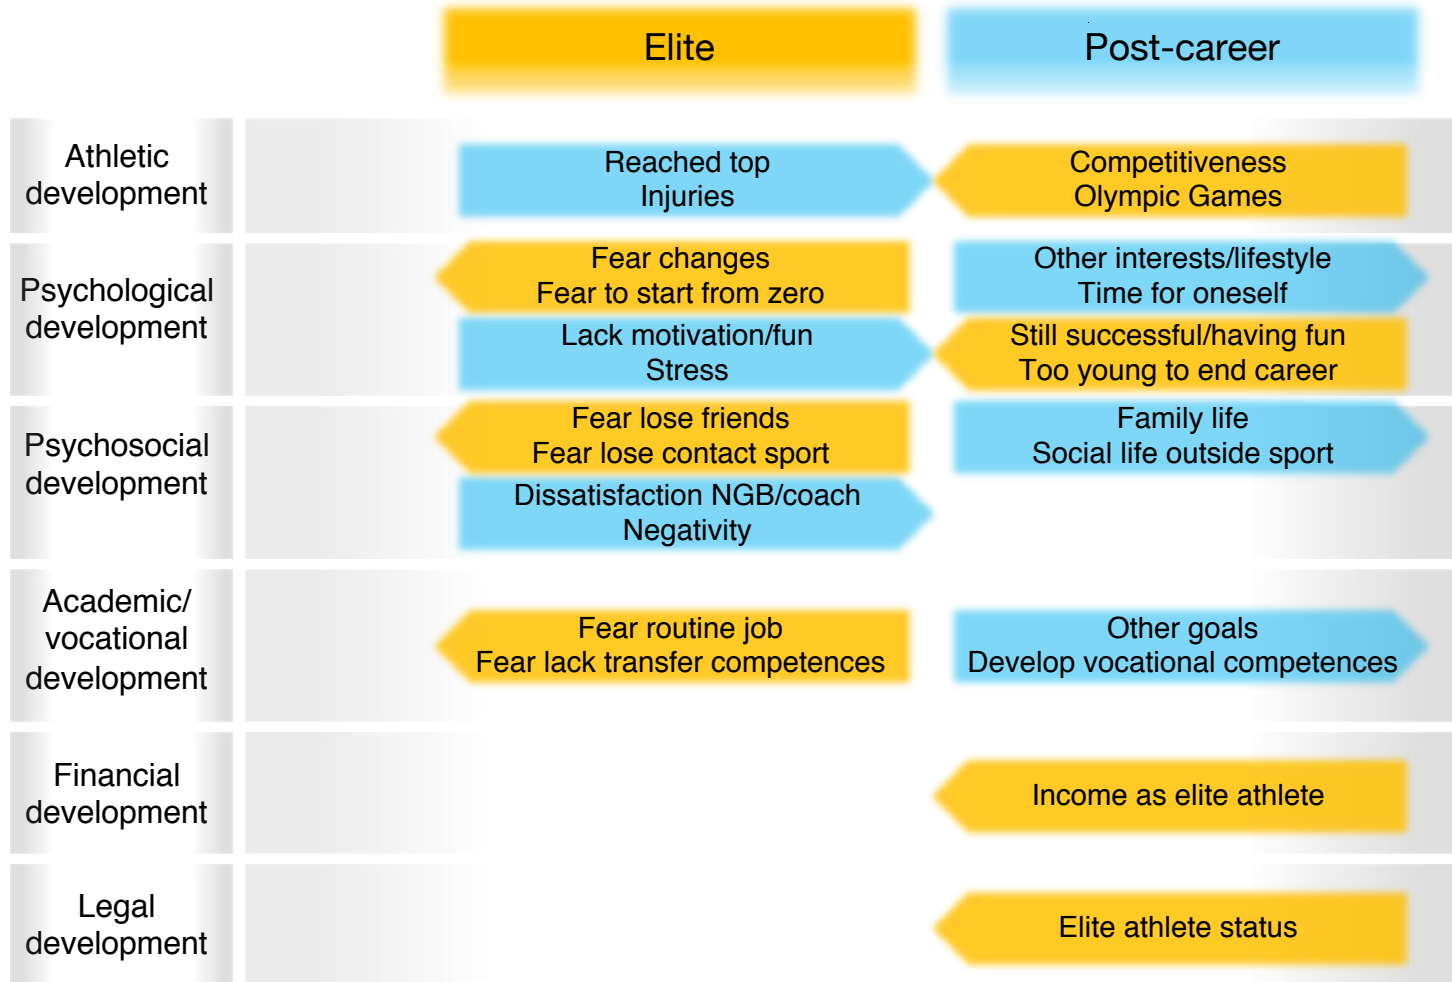 Elite
Post-career
Athletic
development
Reached top
Injuries
Competitiveness
Olympic Games
Psychological
development
Fear changes
Fear to start from zero
Other interests/lifestyle
Time for oneself
Lack motivation/fun
Stress
Still successful/having fun
Too young to end career
Psychosocial
development
Fear lose friends
Fear lose contact sport
Family life
Social life outside sport
Dissatisfaction NGB/coach
Negativity
Academic/
vocational
development
Fear routine job
Fear lack transfer competences
Other goals
Develop vocational competences
Financial
development
Income as elite athlete
Legal
development
Elite athlete status